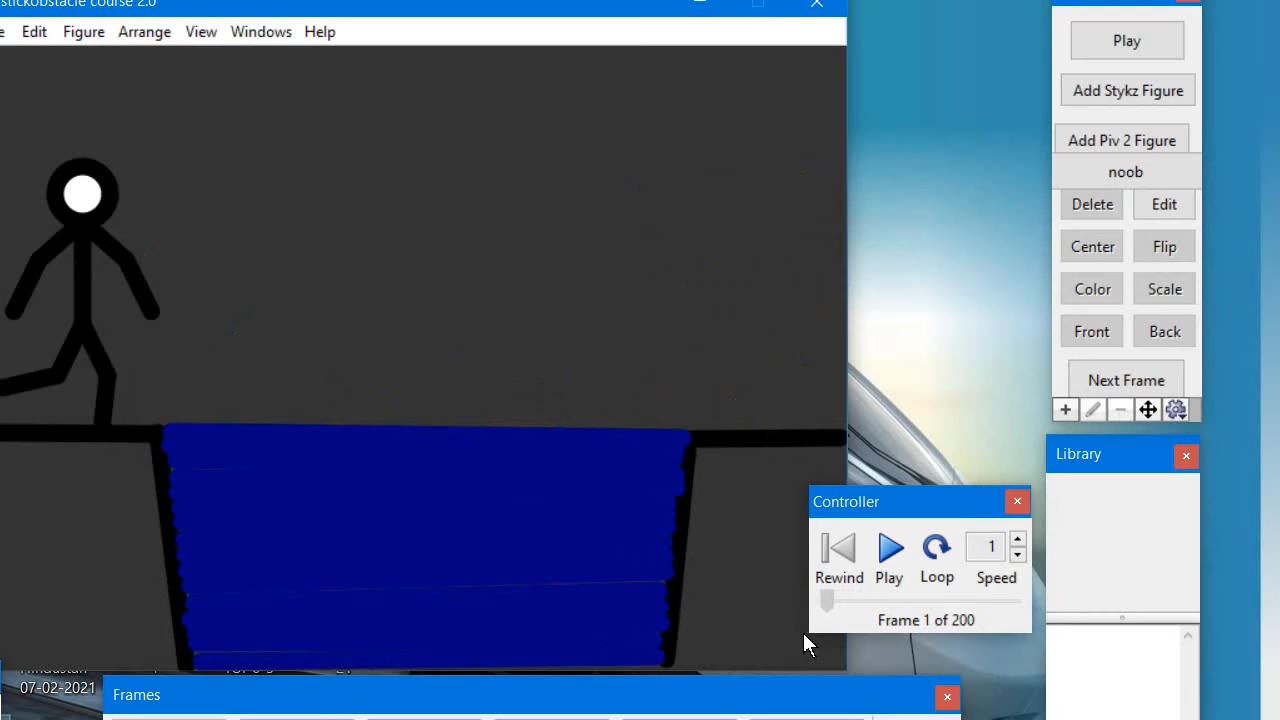 stickobstacle course 2.0
Edit Figure Arrange View Windows Help
Play
Add Stykz Figure
Add Piv 2 Figure
noob
Delete Edit
Center Flip
Color Scale
Front Back
Next Frame
Library
Controller
1
Rewind Play Loop Speed
Frame 1 of 200
07-02-2021
Frames